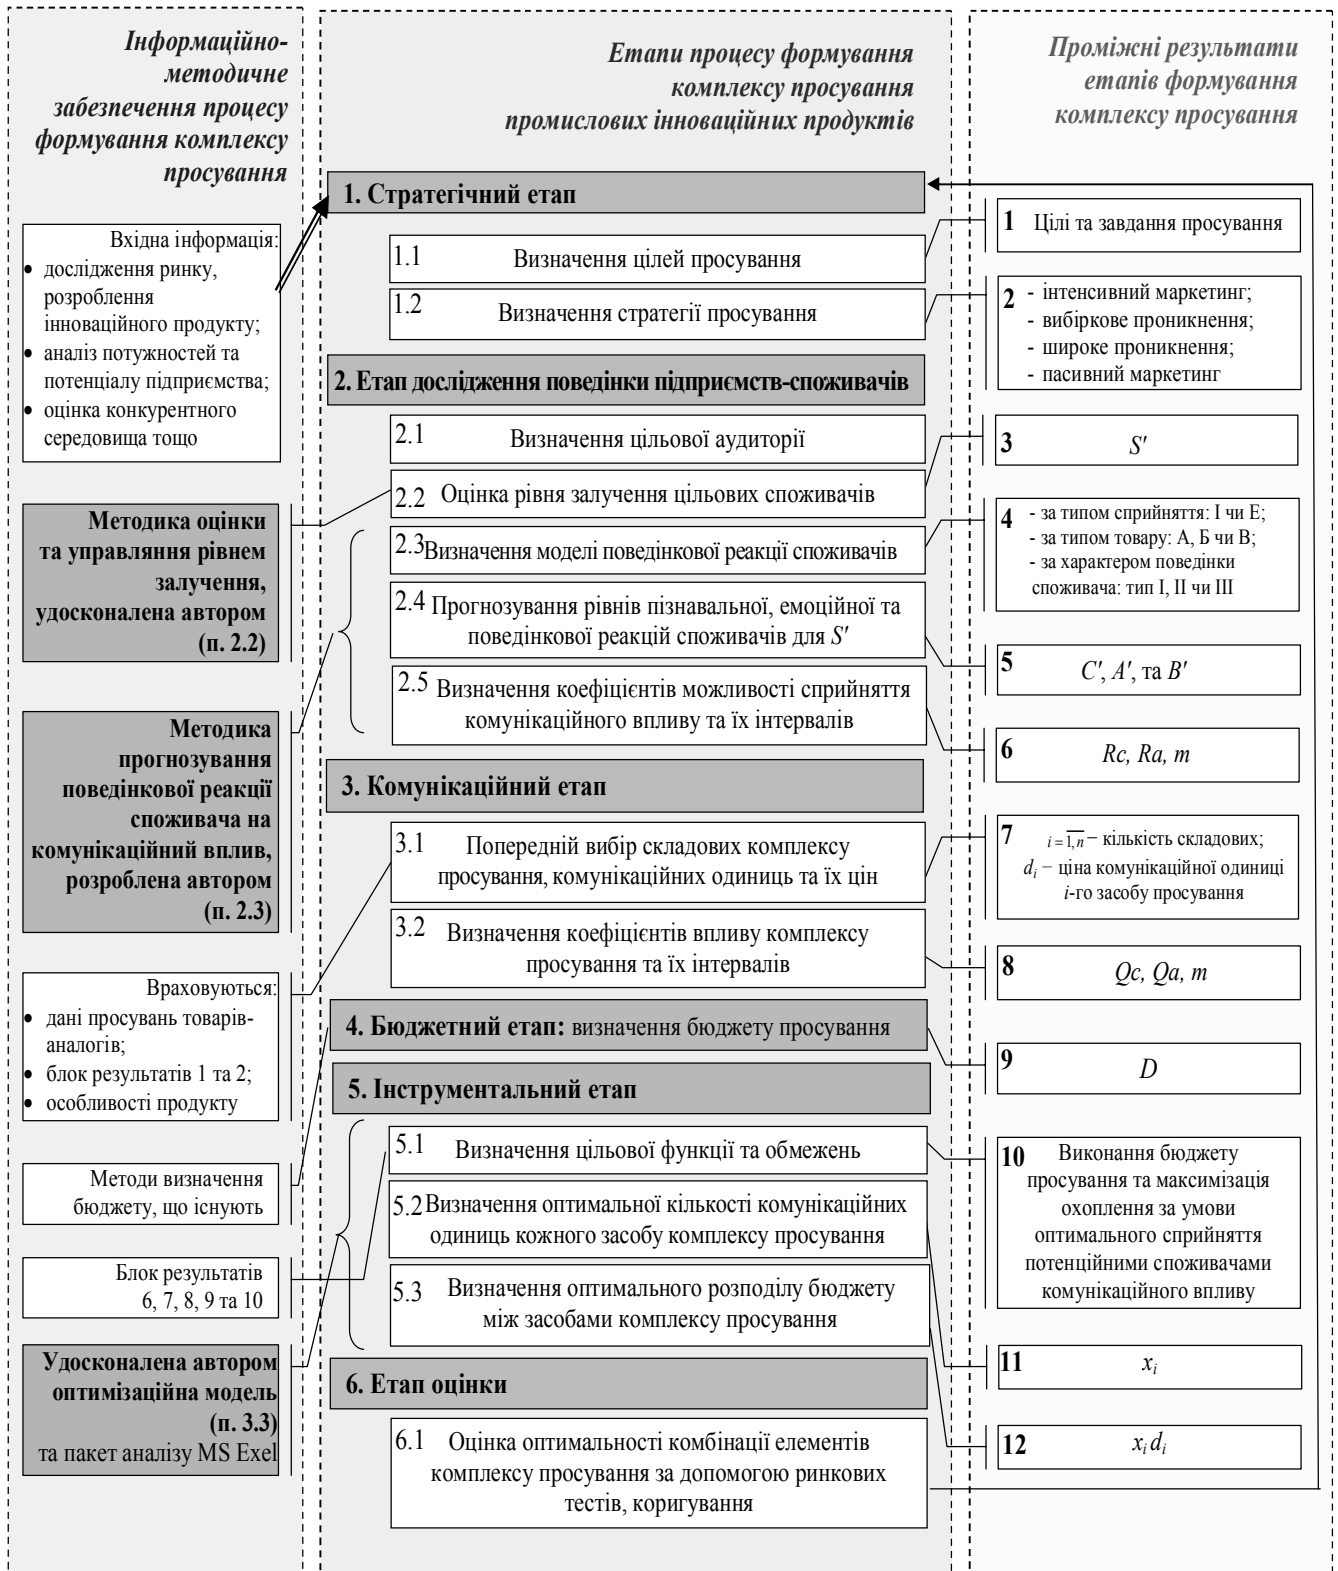 Інформаційно-
методичне
забезпечення процесу
формування комплексу
просування
Вхідна інформація:
• дослідження ринку,
розроблення
інноваційного продукту;
• аналіз потужностей та
потенціалу підприємства;
• оцінка конкурентного
середовища тощо
Методика оцінки
та управляння рівнем
залучення,
удосконалена автором
(п. 2.2)
Методика
прогнозування
поведінкової реакції
споживача на
комунікаційний вплив,
розроблена автором
(п. 2.3)
Враховуються:
• дані просувань товарів-
аналогів;
• блок результатів 1 та 2;
• особливості продукту
Методи визначення
бюджету, що існують
Блок результатів
6, 7, 8, 9 та 10
Удосконалена автором
оптимізаційна модель
(п. 3.3)
та пакет аналізу MS Exel
Етапи процесу формування
комплексу просування
промислових інноваційних продуктів
1. Стратегічний етап
1.1 Визначення цілей просування
1.2 Визначення стратегії просування
2. Етап дослідження поведінки підприємств-споживачів
2.1 Визначення цільової аудиторії
2.2 Оцінка рівня залучення цільових споживачів
2.3 Визначення моделі поведінкової реакції споживачів
2.4 Прогнозування рівнів пізнавальної, емоційної та
поведінкової реакцій споживачів для S'
2.5 Визначення коефіцієнтів можливості сприйняття
комунікаційного впливу та їх інтервалів
3. Комунікаційний етап
3.1 Попередній вибір складових комплексу
просування, комунікаційних одиниць та їх цін
3.2 Визначення коефіцієнтів впливу комплексу
просування та їх інтервалів
4. Бюджетний етап: визначення бюджету просування
5. Інструментальний етап
5.1 Визначення цільової функції та обмежень
5.2 Визначення оптимальної кількості комунікаційних
одиниць кожного засобу комплексу просування
5.3 Визначення оптимального розподілу бюджету
між засобами комплексу просування
6. Етап оцінки
6.1 Оцінка оптимальності комбінації елементів
комплексу просування за допомогою ринкових
тестів, коригування
Проміжні результати
етапів формування
комплексу просування
1 Цілі та завдання просування
2 - інтенсивний маркетинг;
- вибіркове проникнення;
- широке проникнення;
- пасивний маркетинг
3 S'
4 - за типом сприйняття: І чи Е;
- за типом товару: А, Б чи В;
- за характером поведінки
споживача: тип І, ІІ чи ІІІ
5 C', A', та B'
6 Rc, Ra, m
7 i = 1, n – кількість складових;
dᵢ – ціна комунікаційної одиниці
i-го засобу просування
8 Qc, Qa, m
9 D
10 Виконання бюджету
просування та максимізація
охоплення за умови
оптимального сприйняття
потенційними споживачами
комунікаційного впливу
11 xᵢ
12 xᵢ dᵢ